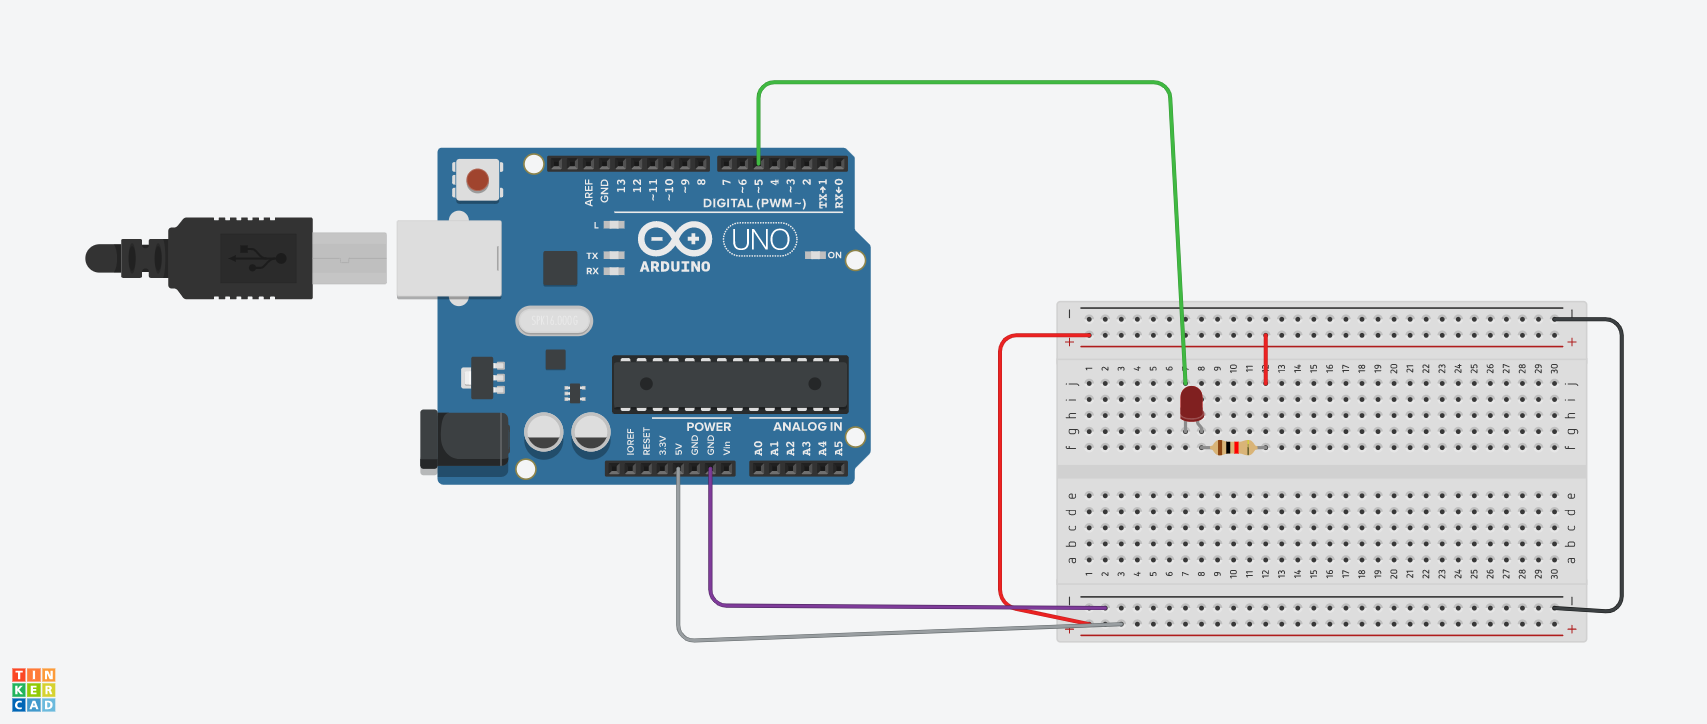 AREF
GND
13
12
~11
~10
~9
8
7
~6
~5
4
~3
2
TX→1
RX←0
DIGITAL (PWM~)
L
TX
RX
ARDUINO
UNO
ON
IOREF
RESET
3.3V
5V
GND
GND
Vin
POWER
ANALOG IN
A0
A1
A2
A3
A4
A5
− −
+ +
1 2 3 4 5 6 7 8 9 10 11 12 13 14 15 16 17 18 19 20 21 22 23 24 25 26 27 28 29 30
j j
i i
h h
g g
f f
e e
d d
c c
b b
a a
1 2 3 4 5 6 7 8 9 10 11 12 13 14 15 16 17 18 19 20 21 22 23 24 25 26 27 28 29 30
− −
+ +
TIN
KER
CAD